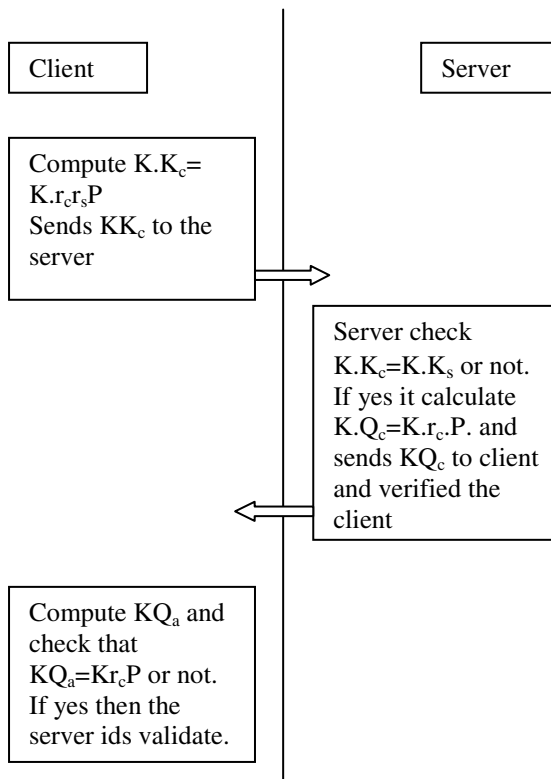 Client
Server
Compute K.K_c=
K.r_cr_sP
Sends KK_c to the
server
Server check
K.K_c=K.K_s or not.
If yes it calculate
K.Q_c=K.r_c.P. and
sends KQ_c to client
and verified the
client
Compute KQ_a and
check that
KQ_a=Kr_cP or not.
If yes then the
server ids validate.